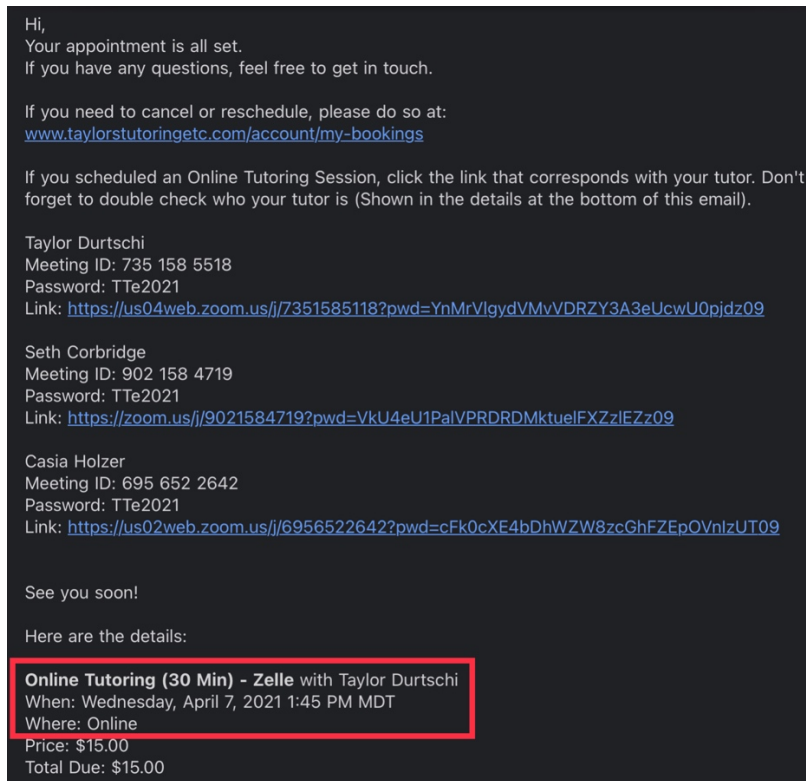 Hi,
Your appointment is all set.
If you have any questions, feel free to get in touch.
If you need to cancel or reschedule, please do so at:
www.taylorstutoringetc.com/account/my-bookings
If you scheduled an Online Tutoring Session, click the link that corresponds with your tutor. Don't
forget to double check who your tutor is (Shown in the details at the bottom of this email).
Taylor Durtschi
Meeting ID: 735 158 5518
Password: TTe2021
Link: https://us04web.zoom.us/j/7351585118?pwd=YnMrVlgydVMvVDRZY3A3eUcwU0pjdz09
Seth Corbridge
Meeting ID: 902 158 4719
Password: TTe2021
Link: https://zoom.us/j/9021584719?pwd=VkU4eU1PalVPRDRDMktuelFXZzlEZz09
Casia Holzer
Meeting ID: 695 652 2642
Password: TTe2021
Link: https://us02web.zoom.us/j/6956522642?pwd=cFk0cXE4bDhWZW8zcGhFZEpOVnIzUT09
See you soon!
Here are the details:
Online Tutoring (30 Min) - Zelle with Taylor Durtschi
When: Wednesday, April 7, 2021 1:45 PM MDT
Where: Online
Price: $15.00
Total Due: $15.00